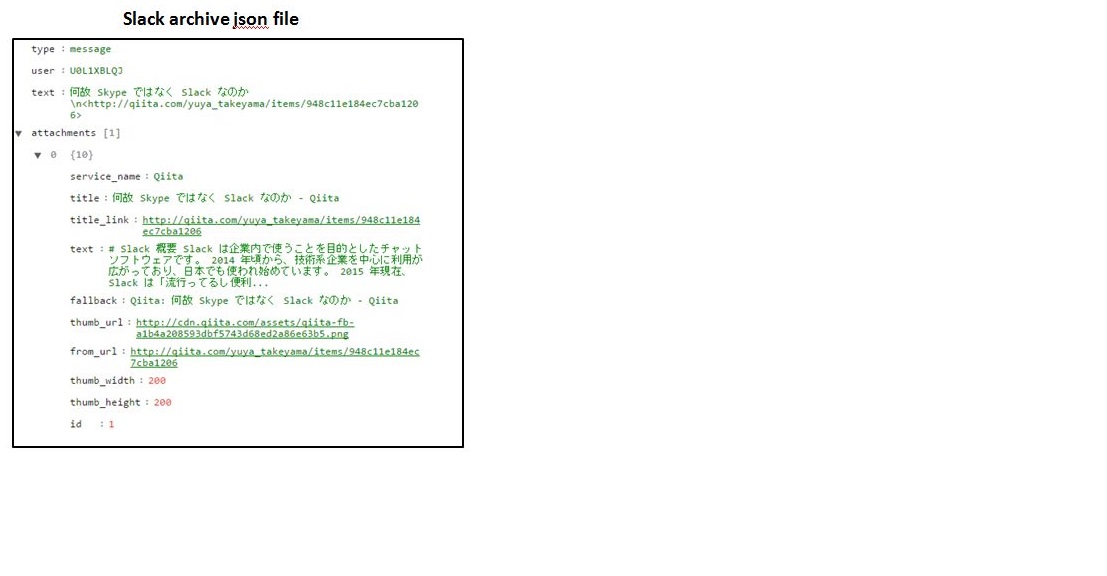 Slack archive json file
type : message
user : U0L1XBLQJ
text : 何故 Skype ではなく Slack なのか
\n<http://qiita.com/yuya_takeyama/items/948c11e184ec7cba120
6>
▼ attachments [1]
▼ 0 {10}
service_name : Qiita
title : 何故 Skype ではなく Slack なのか - Qiita
title_link : http://qiita.com/yuya_takeyama/items/948c11e184
ec7cba1206
text : # Slack 概要 Slack は企業内で使うことを目的としたチャット
ソフトウェアです。 2014 年頃から、技術系企業を中心に利用が
広がっており、日本でも使われ始めています。 2015 年現在、
Slack は「流行ってるし便利...
fallback : Qiita: 何故 Skype ではなく Slack なのか - Qiita
thumb_url : http://cdn.qiita.com/assets/qiita-fb-
a1b4a208593dbf5743d68ed2a86e63b5.png
from_url : http://qiita.com/yuya_takeyama/items/948c11e184ec
7cba1206
thumb_width : 200
thumb_height : 200
id : 1